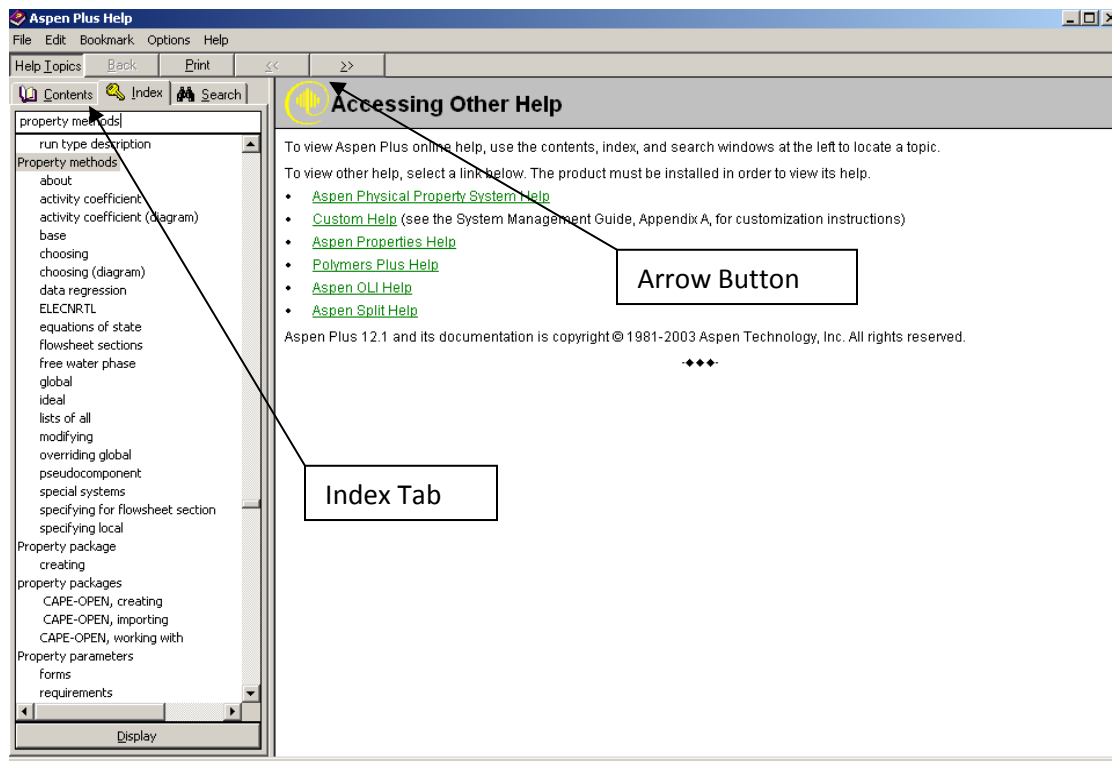 Aspen Plus Help
File Edit Bookmark Options Help
Help Topics Back Print << >>
Contents Index Search
property methods
run type description
Property methods
about
activity coefficient
activity coefficient (diagram)
base
choosing
choosing (diagram)
data regression
ELECNRTL
equations of state
flowsheet sections
free water phase
global
ideal
lists of all
modifying
overriding global
pseudocomponent
special systems
specifying for flowsheet section
specifying local
Property package
creating
property packages
CAPE-OPEN, creating
CAPE-OPEN, importing
CAPE-OPEN, working with
Property parameters
forms
requirements
Display
Accessing Other Help
To view Aspen Plus online help, use the contents, index, and search windows at the left to locate a topic.
To view other help, select a link below. The product must be installed in order to view its help.
• Aspen Physical Property System Help
• Custom Help (see the System Management Guide, Appendix A, for customization instructions)
• Aspen Properties Help
• Polymers Plus Help
• Aspen OLI Help
• Aspen Split Help
Aspen Plus 12.1 and its documentation is copyright © 1981-2003 Aspen Technology, Inc. All rights reserved.
Arrow Button
Index Tab